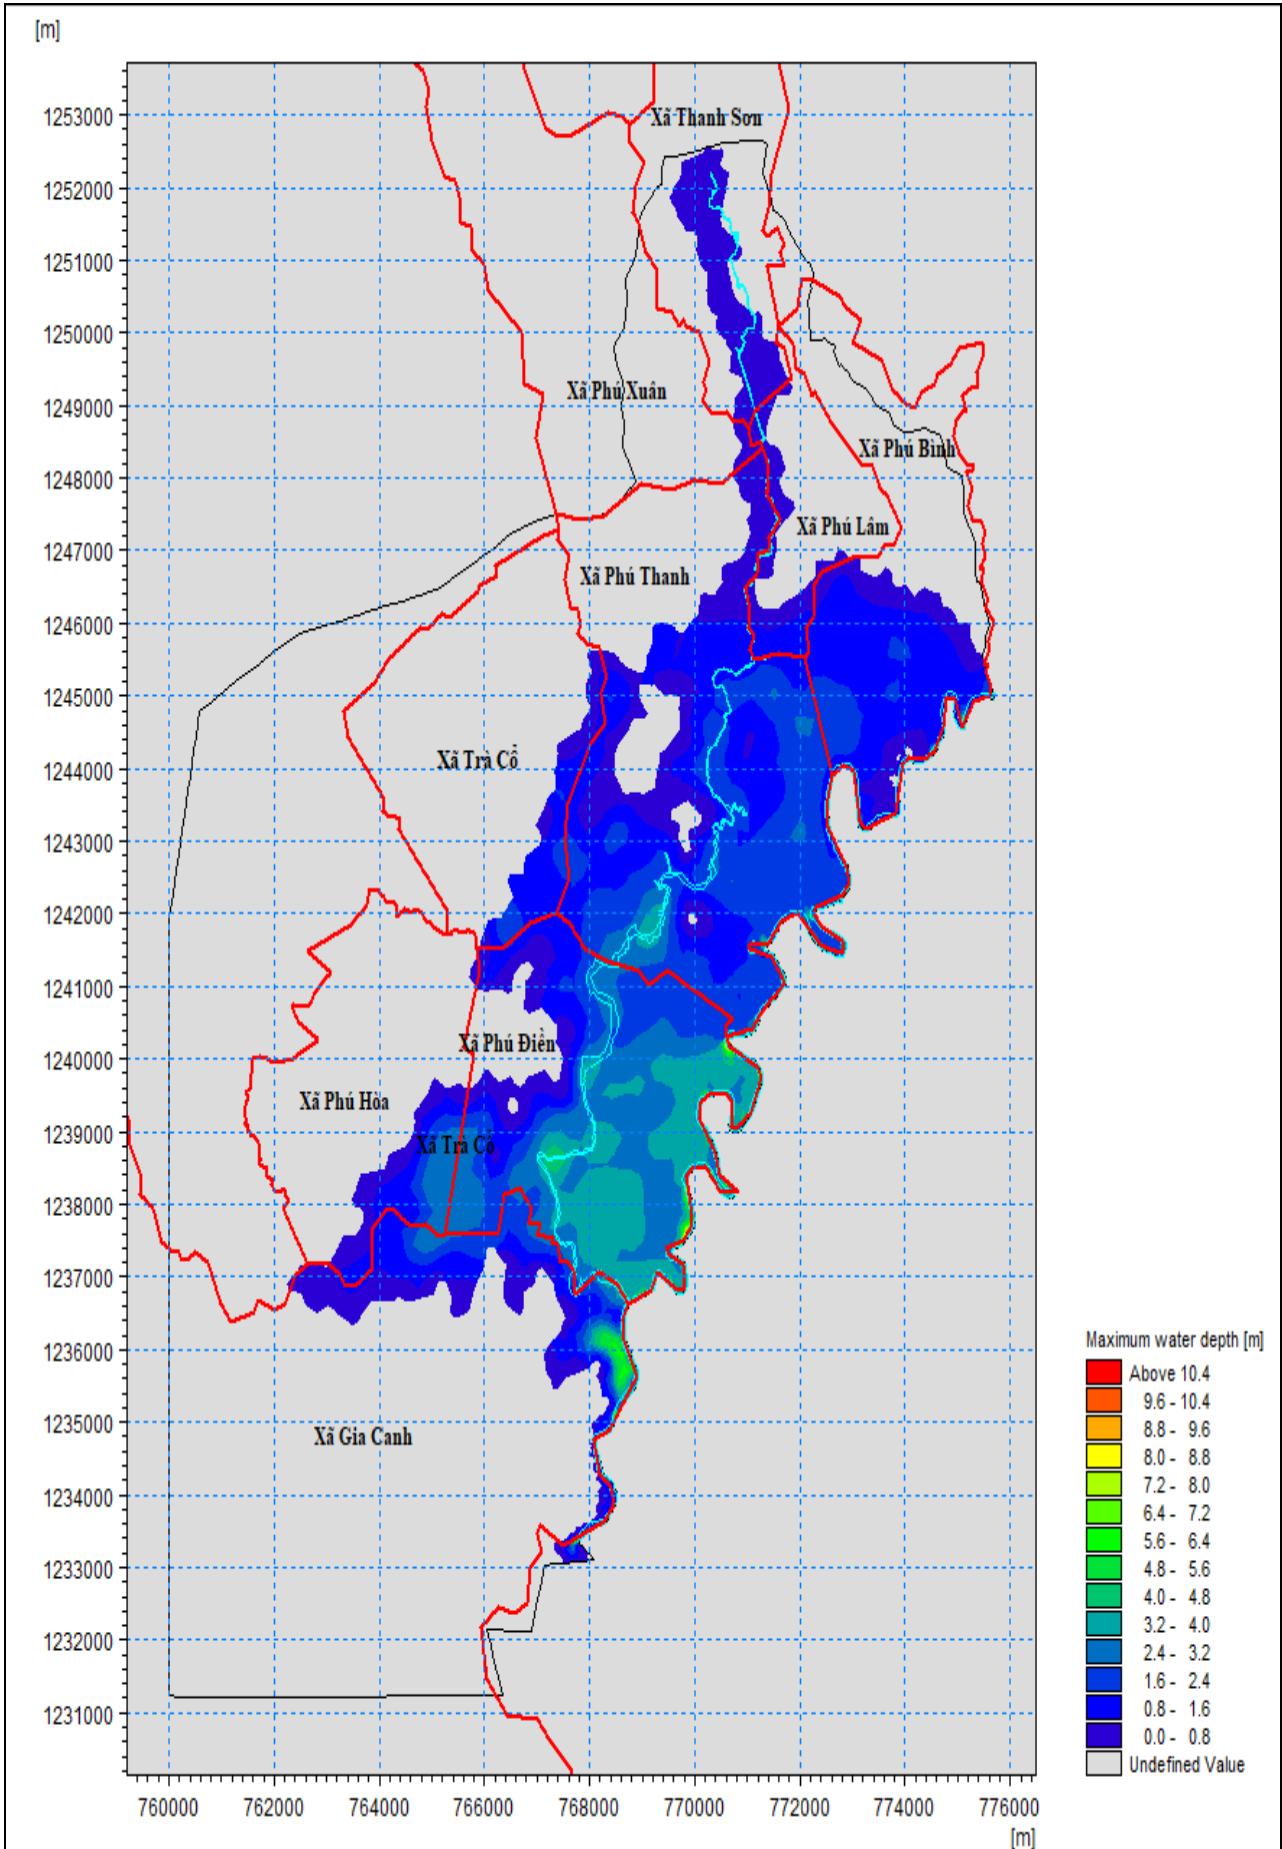 [m]
1253000
Xã Thanh Sơn
1252000
1251000
1250000
Xã Phú Xuân
1249000
Xã Phú Bình
1248000
Xã Phú Lâm
1247000
Xã Phú Thanh
1246000
1245000
Xã Trà Cổ
1244000
1243000
1242000
1241000
Xã Phú Điền
1240000
Xã Phú Hòa
1239000
Xã Trà Cổ
1238000
1237000
1236000
1235000
Xã Gia Canh
1234000
1233000
1232000
1231000
760000 762000 764000 766000 768000 770000 772000 774000 776000
[m]
Maximum water depth [m]
Above 10.4
9.6 - 10.4
8.8 - 9.6
8.0 - 8.8
7.2 - 8.0
6.4 - 7.2
5.6 - 6.4
4.8 - 5.6
4.0 - 4.8
3.2 - 4.0
2.4 - 3.2
1.6 - 2.4
0.8 - 1.6
0.0 - 0.8
Undefined Value